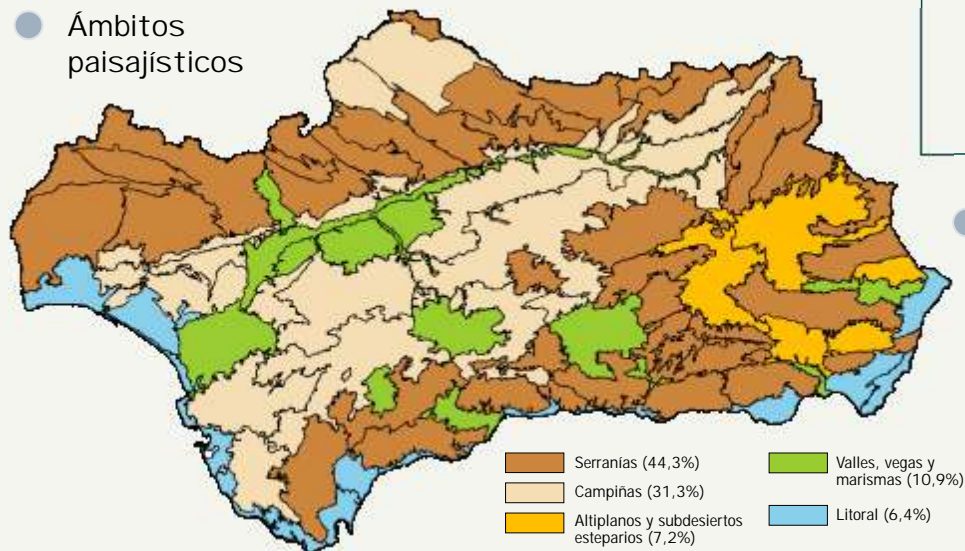 Ámbitos
paisajísticos
Serranías (44,3%)
Campiñas (31,3%)
Altiplanos y subdesiertos
esteparios (7,2%)
Valles, vegas y
marismas (10,9%)
Litoral (6,4%)